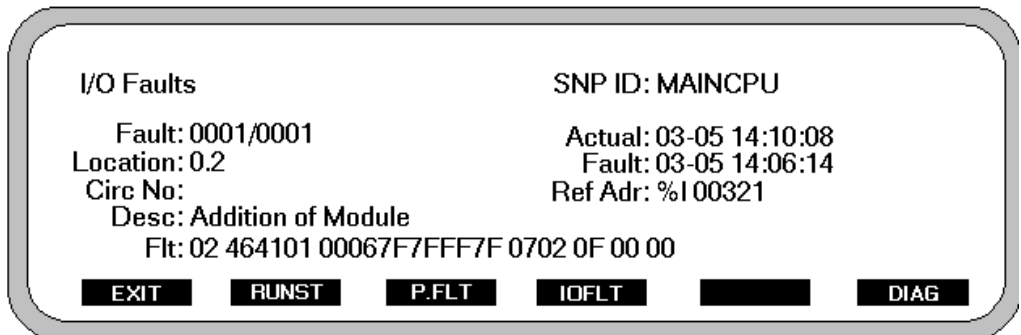 I/O Faults SNP ID: MAINCPU
Fault: 0001/0001 Actual: 03-05 14:10:08
Location: 0.2 Fault: 03-05 14:06:14
Circ No: Ref Adr: %I 00321
Desc: Addition of Module
Flt: 02 464101 00067F7FFF7F 0702 0F 00 00
EXIT RUNST P.FLT IOFLT DIAG